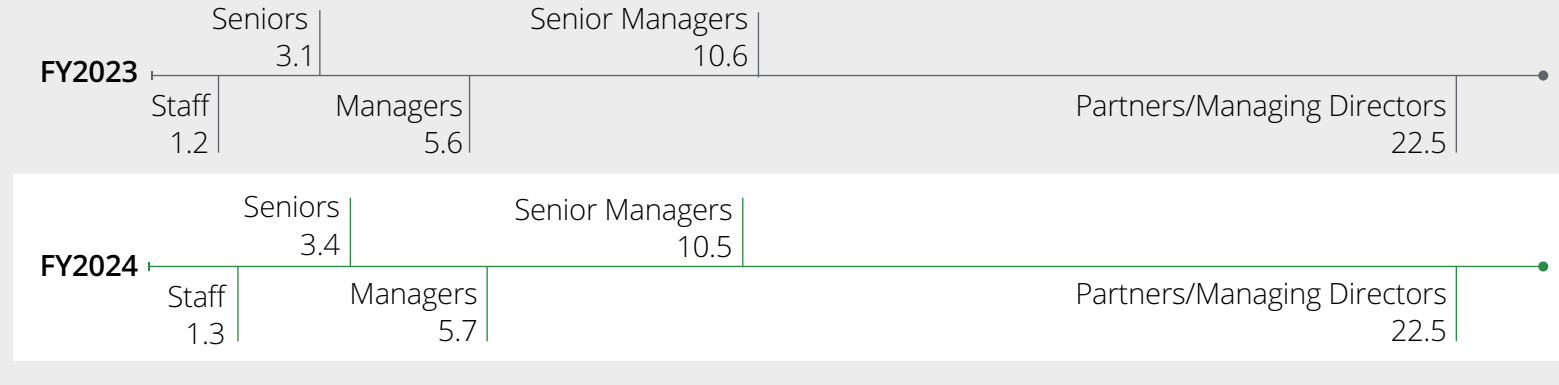 Seniors
3.1
Senior Managers
10.6
FY2023
Staff
1.2
Managers
5.6
Partners/Managing Directors
22.5
Seniors
3.4
Senior Managers
10.5
FY2024
Staff
1.3
Managers
5.7
Partners/Managing Directors
22.5